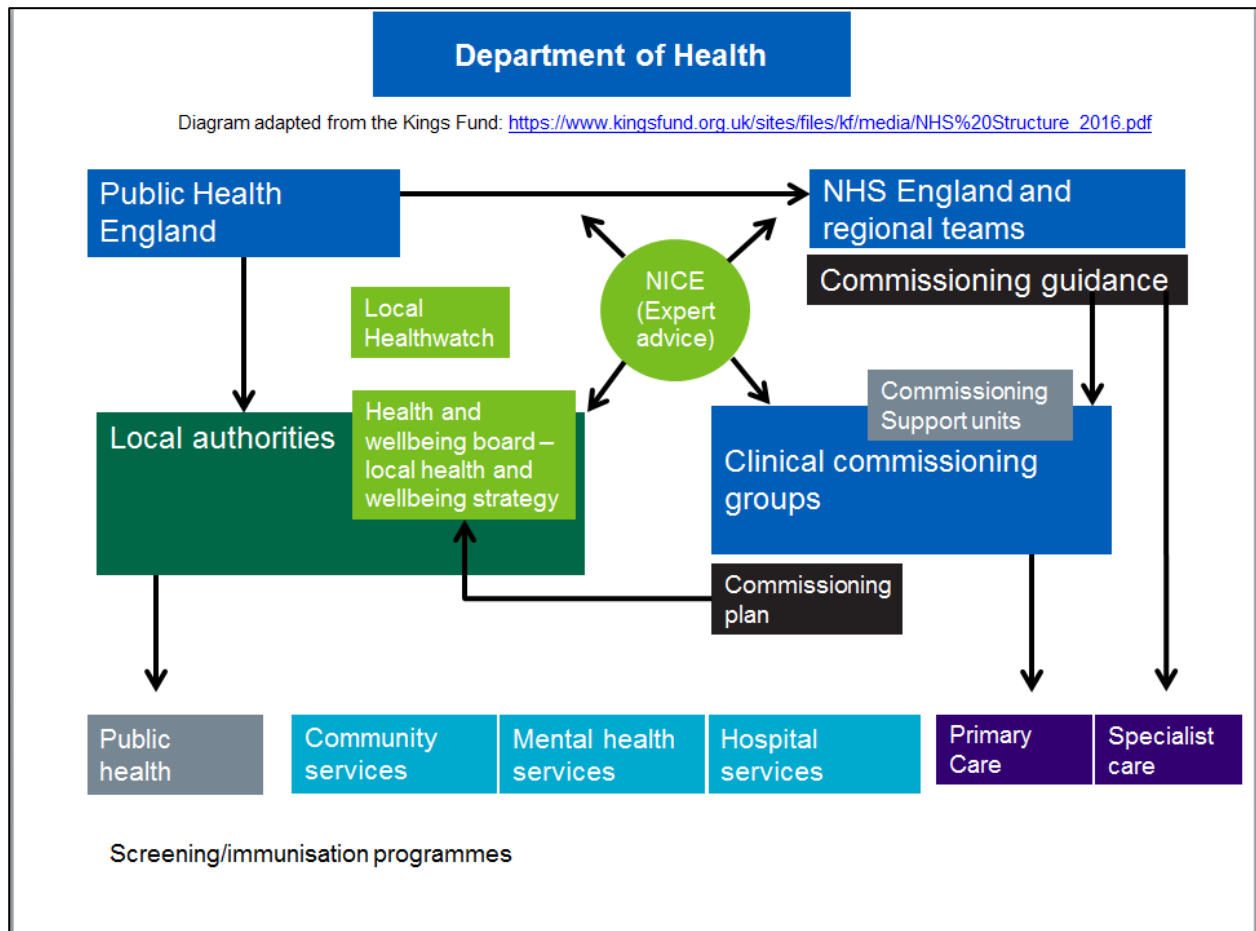 Department of Health
Diagram adapted from the Kings Fund: https://www.kingsfund.org.uk/sites/files/kf/media/NHS%20Structure_2016.pdf
Public Health
England
NHS England and
regional teams
Commissioning guidance
NICE
(Expert
advice)
Local
Healthwatch
Commissioning
Support units
Local authorities
Health and
wellbeing board –
local health and
wellbeing strategy
Clinical commissioning
groups
Commissioning
plan
Public
health
Community
services
Mental health
services
Hospital
services
Primary
Care
Specialist
care
Screening/immunisation programmes